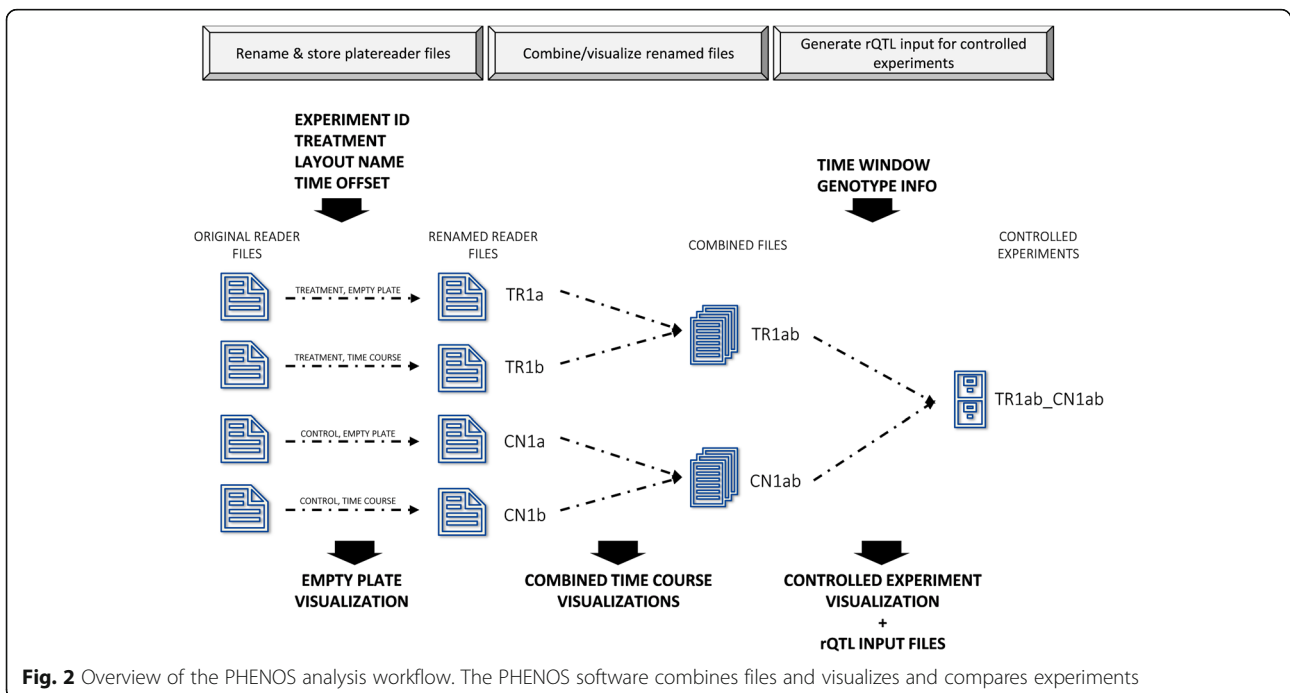 Rename & store platereader files
Combine/visualize renamed files
Generate rQTL input for controlled
experiments
EXPERIMENT ID
TREATMENT
LAYOUT NAME
TIME OFFSET
TIME WINDOW
GENOTYPE INFO
ORIGINAL READER
FILES
RENAMED READER
FILES
COMBINED FILES
CONTROLLED
EXPERIMENTS
TREATMENT, EMPTY PLATE
TR1a
TR1ab
TREATMENT, TIME COURSE
TR1b
TR1ab_CN1ab
CONTROL, EMPTY PLATE
CN1a
CN1ab
CONTROL, TIME COURSE
CN1b
EMPTY PLATE
VISUALIZATION
COMBINED TIME COURSE
VISUALIZATIONS
CONTROLLED EXPERIMENT
VISUALIZATION
+
rQTL INPUT FILES
Fig. 2 Overview of the PHENOS analysis workflow. The PHENOS software combines files and visualizes and compares experiments